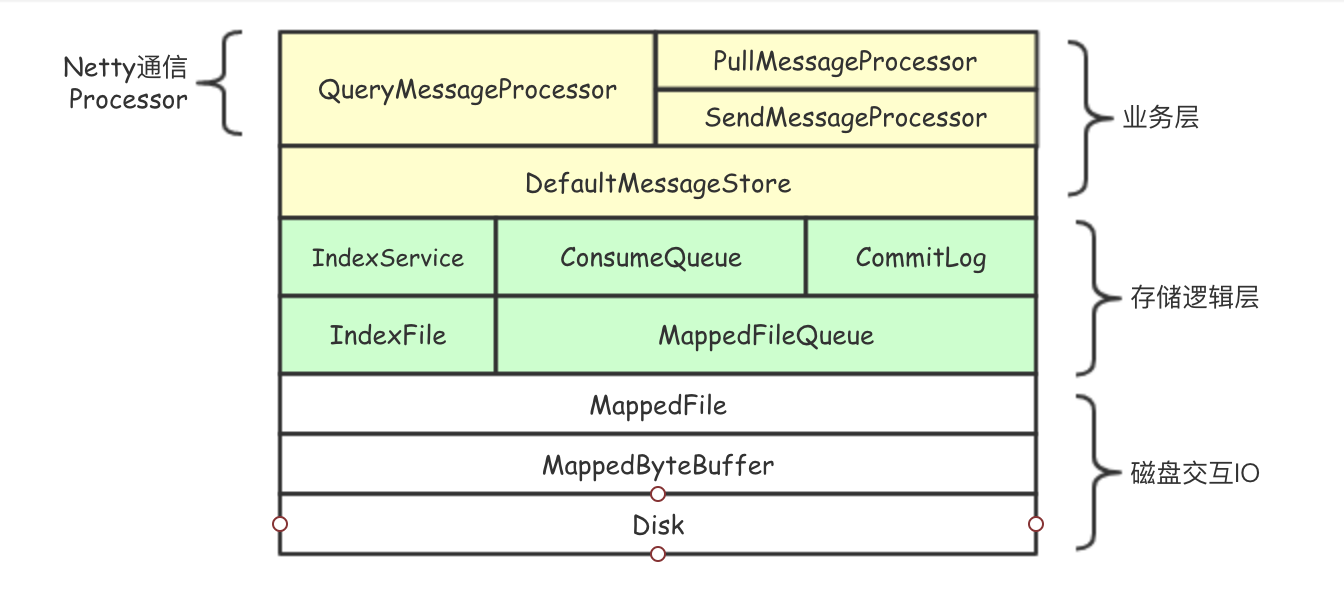 Netty通信
Processor
QueryMessageProcessor
PullMessageProcessor
SendMessageProcessor
业务层
DefaultMessageStore
IndexService
ConsumeQueue
CommitLog
存储逻辑层
IndexFile
MappedFileQueue
MappedFile
MappedByteBuffer
磁盘交互IO
Disk